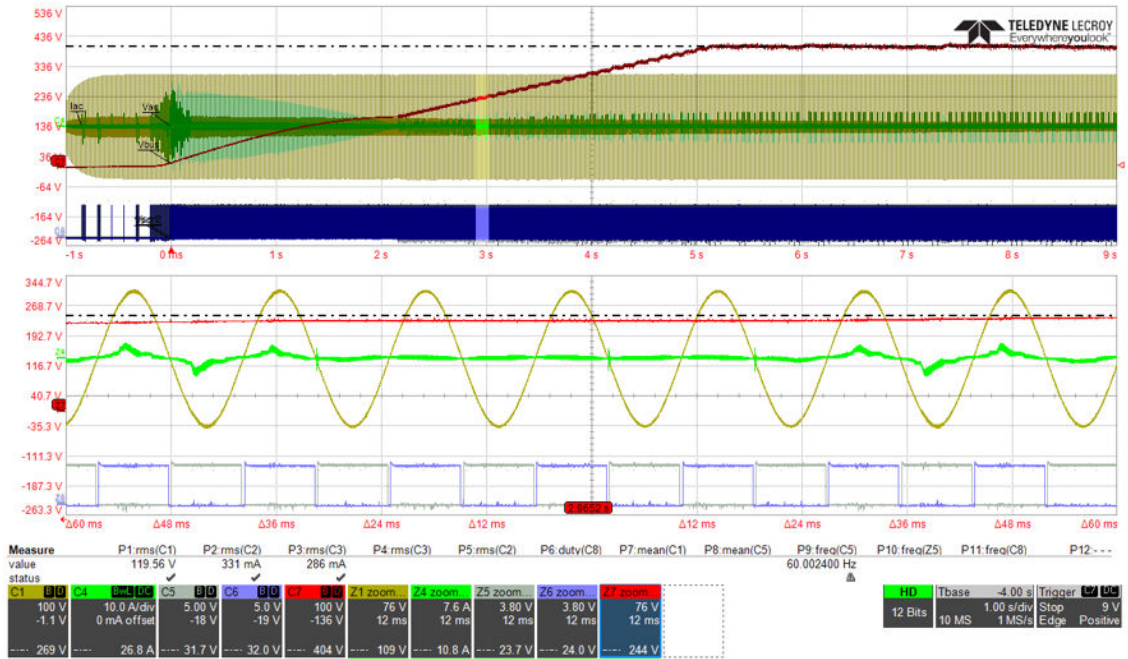 536 V
TELEDYNE LECROY
Everywhereyoulook™
436 V
336 V
236 V
Iac
Vac
C4
136 V
Vbus
36
-64 V
-164 V
C6
-264 V
-1 s 0 ms 1 s 2 s 3 s 4 s 5 s 6 s 7 s 8 s 9 s
344.7 V
268.7 V
192.7 V
Z4
116.7 V
40.7 V
-35.3 V
-111.3 V
-187.3 V
-263.3 V
2.9652 s
Δ60 ms Δ48 ms Δ36 ms Δ24 ms Δ12 ms Δ12 ms Δ24 ms Δ36 ms Δ48 ms Δ60 ms
Measure P1:rms(C1) P2:rms(C2) P3:rms(C3) P4:rms(C3) P5:rms(C2) P6:duty(C8) P7:mean(C1) P8:mean(C5) P9:freq(C5) P10:freq(Z5) P11:freq(C8) P12:- - -
value 119.56 V 331 mA 286 mA 60.002400 Hz
status
C1 B D C4 BwL DC C5 B D C6 B D C7 B D Z1 zoom... Z4 zoom... Z5 zoom... Z6 zoom... Z7 zoom... HD Tbase -4.00 s Trigger C7 DC
100 V 10.0 A/div 5.00 V 5.0 V 100 V 76 V 7.6 A 3.80 V 3.80 V 76 V 12 Bits 1.00 s/div Stop 9 V
-1.1 V 0 mA offset -18 V -19 V -136 V 12 ms 12 ms 12 ms 12 ms 12 ms 10 MS 1 MS/s Edge Positive
269 V 26.8 A 31.7 V 32.0 V 404 V 109 V 10.8 A 23.7 V 24.0 V 244 V